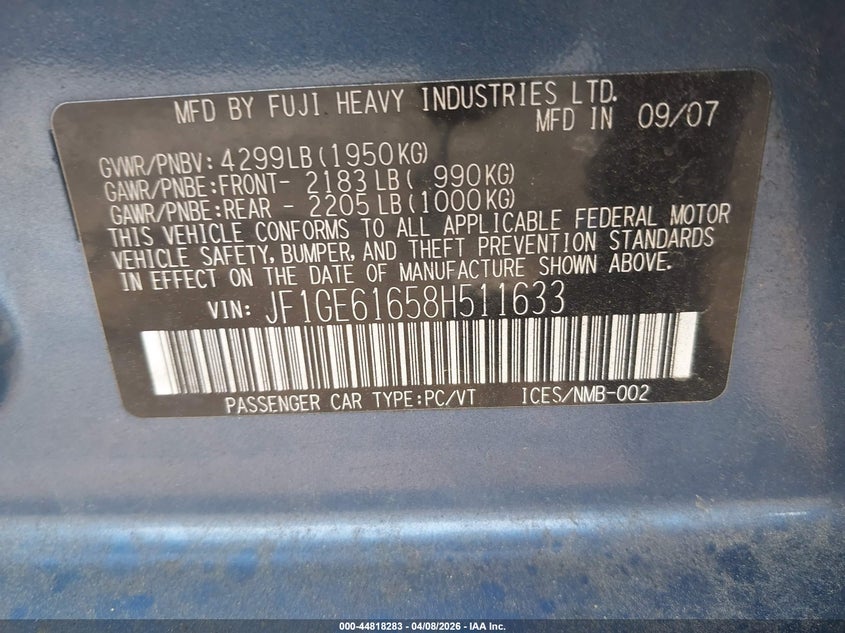 MFD BY FUJI HEAVY INDUSTRIES LTD.
MFD IN 09/07
GVWR/PNBV: 4299LB(1950KG)
GAWR/PNBE:FRONT- 2183LB( 990KG)
GAWR/PNBE:REAR - 2205LB(1000KG)
THIS VEHICLE CONFORMS TO ALL APPLICABLE FEDERAL MOTOR
VEHICLE SAFETY, BUMPER, AND THEFT PREVENTION STANDARDS
IN EFFECT ON THE DATE OF MANUFACTURE SHOWN ABOVE.
VIN: JF1GE61658H511633
PASSENGER CAR TYPE:PC/VT ICES/NMB-002
000-44818283 - 04/08/2026 - IAA Inc.